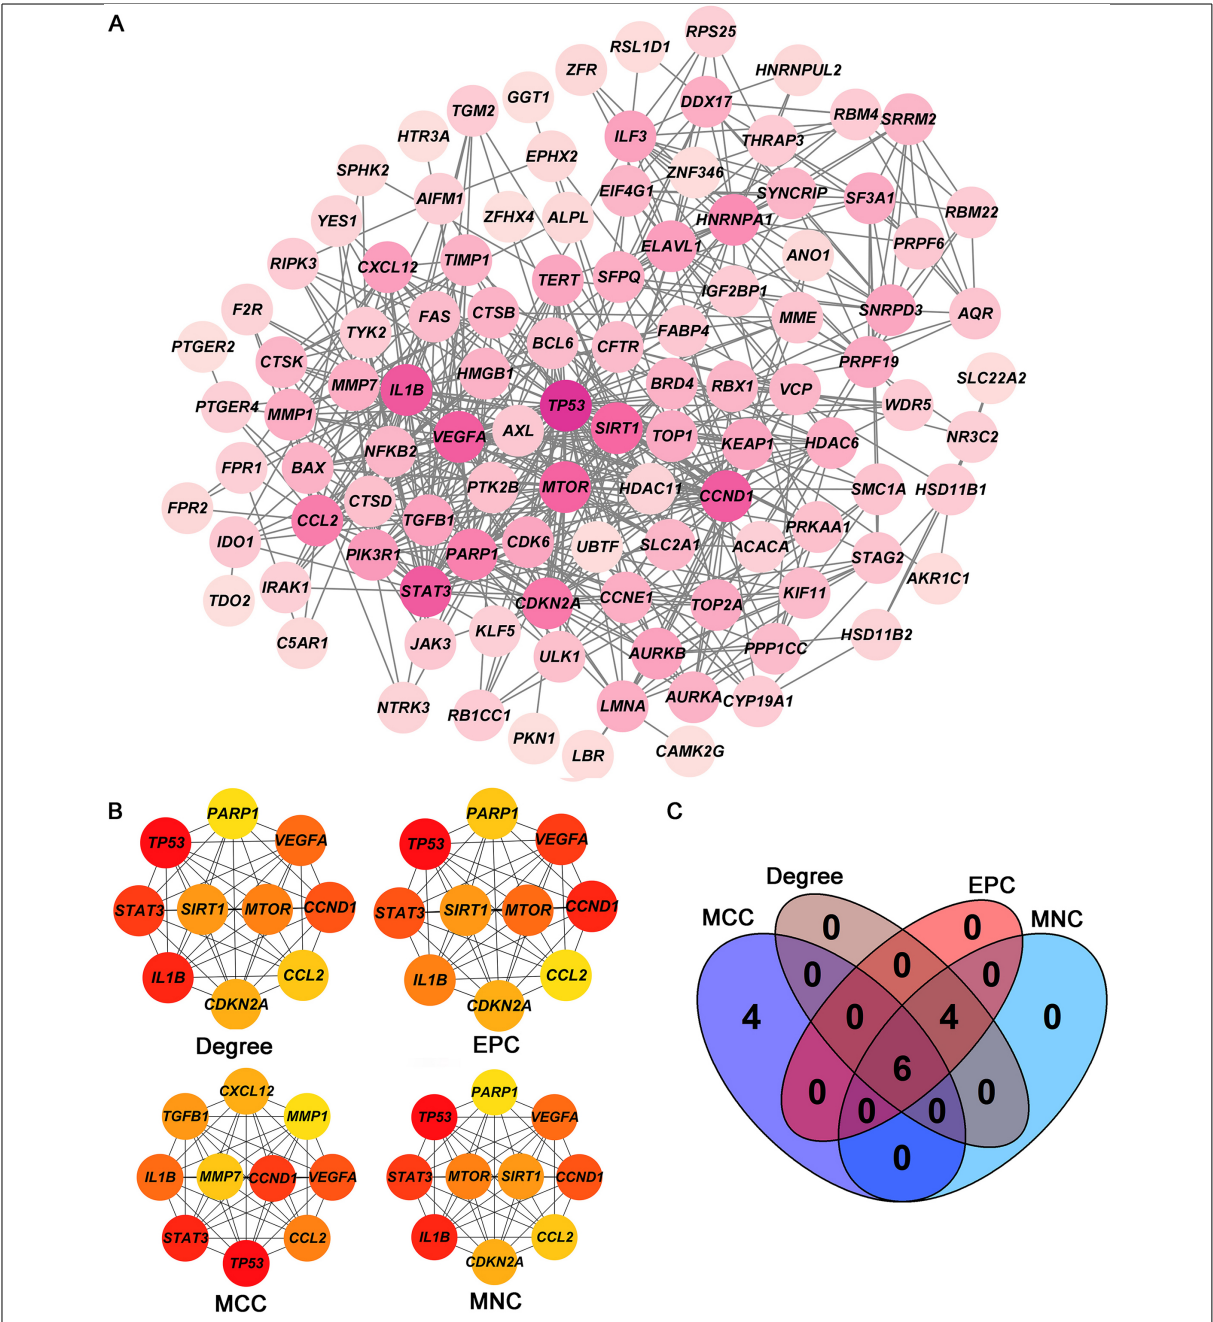 A
RPS25
RSL1D1
ZFR
HNRNPUL2
GGT1
DDX17
TGM2
RBM4
SRRM2
ILF3
HTR3A
THRAP3
EPHX2
SPHK2
ZNF346
EIF4G1
SYNCRIP
SF3A1
AIFM1
RBM22
YES1
ZFHX4
ALPL
HNRNPA1
ELAVL1
PRPF6
ANO1
RIPK3
CXCL12
TIMP1
TERT
SFPQ
IGF2BP1
F2R
FAS
CTSB
SNRPD3
AQR
MME
TYK2
FABP4
PTGER2
BCL6
CFTR
CTSK
PRPF19
HMGB1
SLC22A2
MMP7
IL1B
BRD4
RBX1
VCP
PTGER4
MMP1
TP53
WDR5
SIRT1
VEGFA
AXL
TOP1
KEAP1
HDAC6
NR3C2
NFKB2
FPR1
BAX
PTK2B
MTOR
HDAC11
CCND1
SMC1A
HSD11B1
CTSD
FPR2
CCL2
TGFB1
PRKAA1
IDO1
PIK3R1
PARP1
CDK6
UBTF
SLC2A1
ACACA
STAG2
AKR1C1
IRAK1
STAT3
TDO2
CDKN2A
CCNE1
TOP2A
KIF11
C5AR1
JAK3
KLF5
HSD11B2
ULK1
AURKB
PPP1CC
AURKA
CYP19A1
NTRK3
RB1CC1
LMNA
PKN1
LBR
CAMK2G
B
PARP1
TP53
VEGFA
STAT3
SIRT1
MTOR
CCND1
IL1B
CCL2
CDKN2A
Degree
PARP1
TP53
VEGFA
STAT3
SIRT1
MTOR
CCND1
IL1B
CCL2
CDKN2A
EPC
CXCL12
TGFB1
MMP1
IL1B
MMP7
CCND1
VEGFA
STAT3
CCL2
TP53
MCC
PARP1
TP53
VEGFA
STAT3
MTOR
SIRT1
CCND1
IL1B
CCL2
CDKN2A
MNC
C
Degree
EPC
MCC
MNC
0
0
0
0
0
4
0
4
0
6
0
0
0
0
0